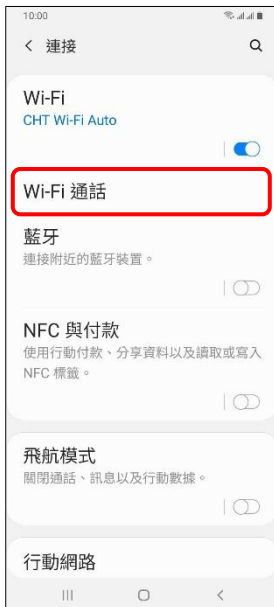 10:00
連接
Wi-Fi
CHT Wi-Fi Auto
Wi-Fi 通話
藍牙
連接附近的藍牙裝置。
NFC 與付款
使用行動付款、分享資料以及讀取或寫入
NFC 標籤。
飛航模式
關閉通話、訊息以及行動數據。
行動網路